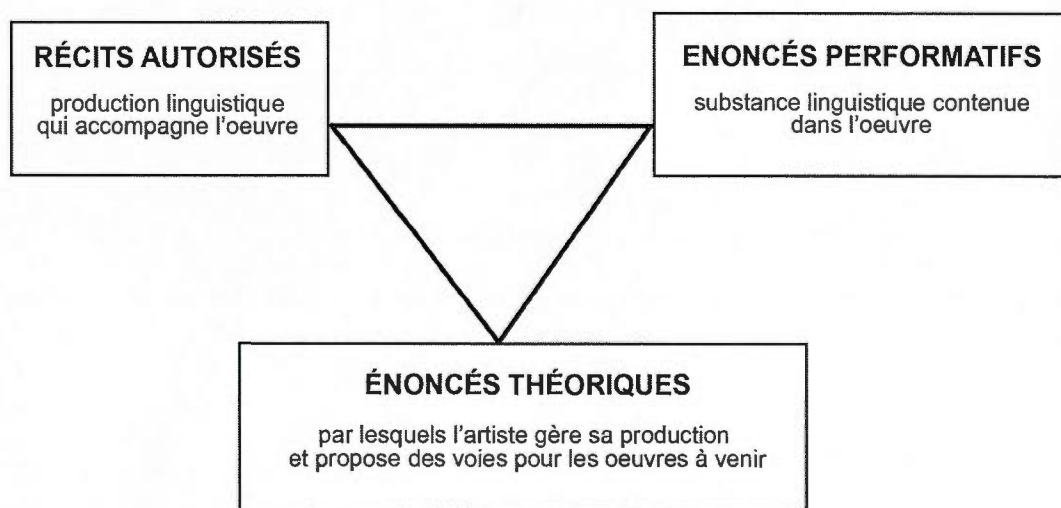 RÉCITS AUTORISÉS
production linguistique
qui accompagne l'oeuvre
ENONCÉS PERFORMATIFS
substance linguistique contenue
dans l'oeuvre
ÉNONCÉS THÉORIQUES
par lesquels l'artiste gère sa production
et propose des voies pour les oeuvres à venir